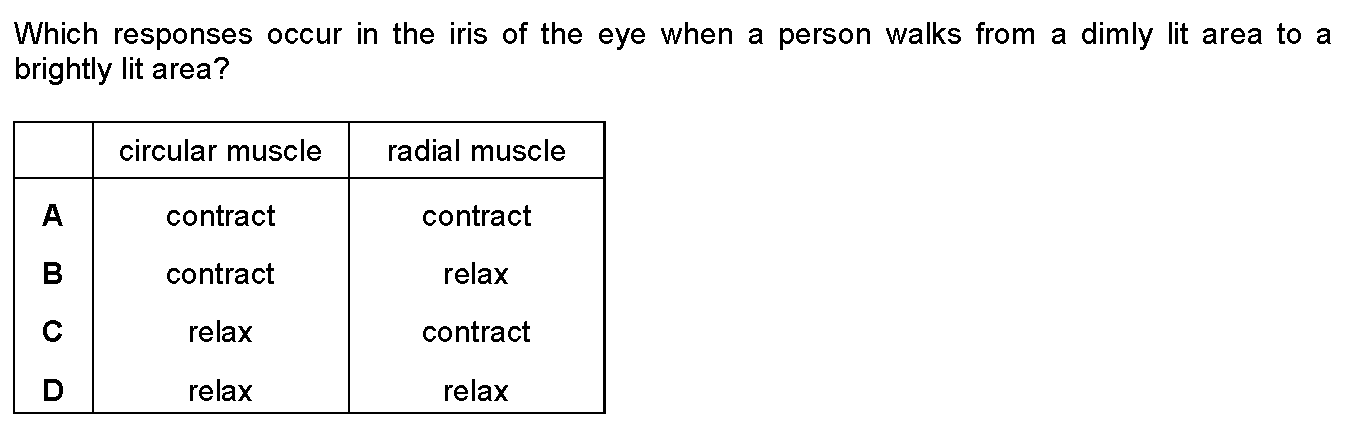 Which responses occur in the iris of the eye when a person walks from a dimly lit area to a
brightly lit area?
circular muscle radial muscle
A contract contract
B contract relax
C relax contract
D relax relax